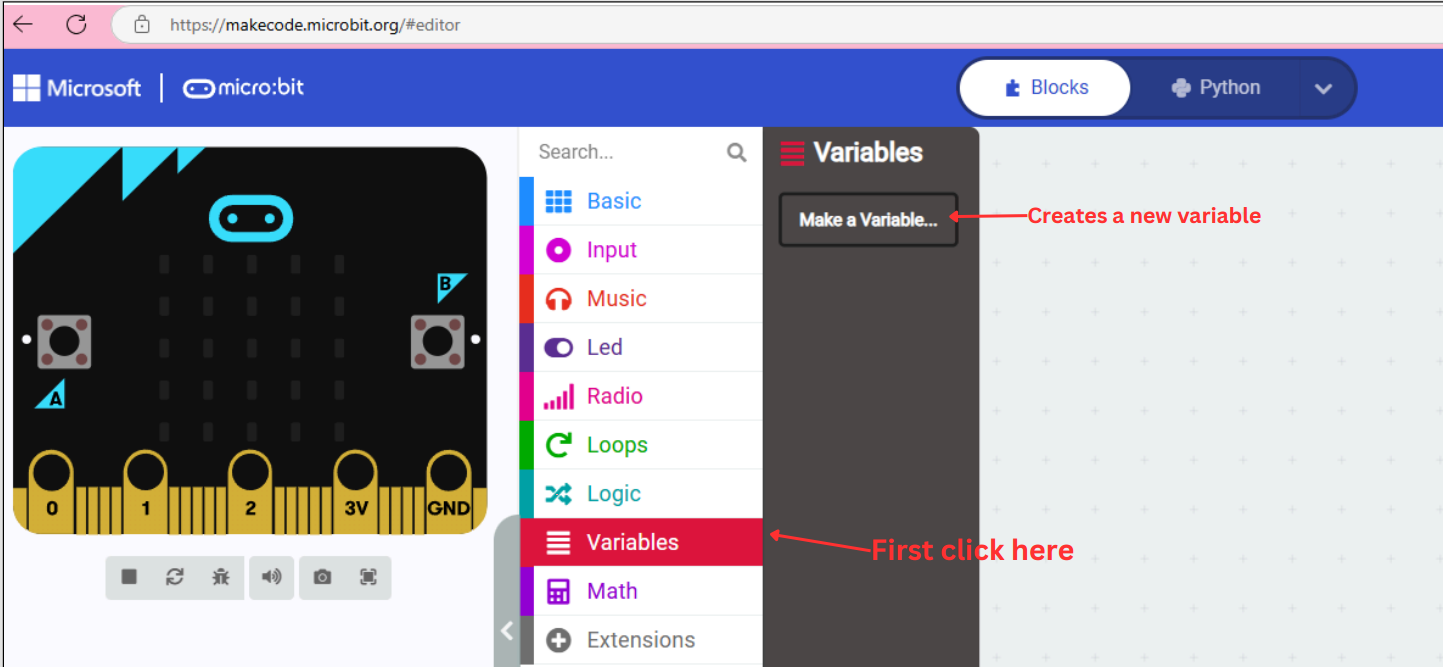 https://makecode.microbit.org/#editor
Microsoft
micro:bit
Blocks
Python
B
A
0
1
2
3V
GND
Search...
Basic
Input
Music
Led
Radio
Loops
Logic
Variables
Math
Extensions
Variables
Make a Variable...
Creates a new variable
First click here